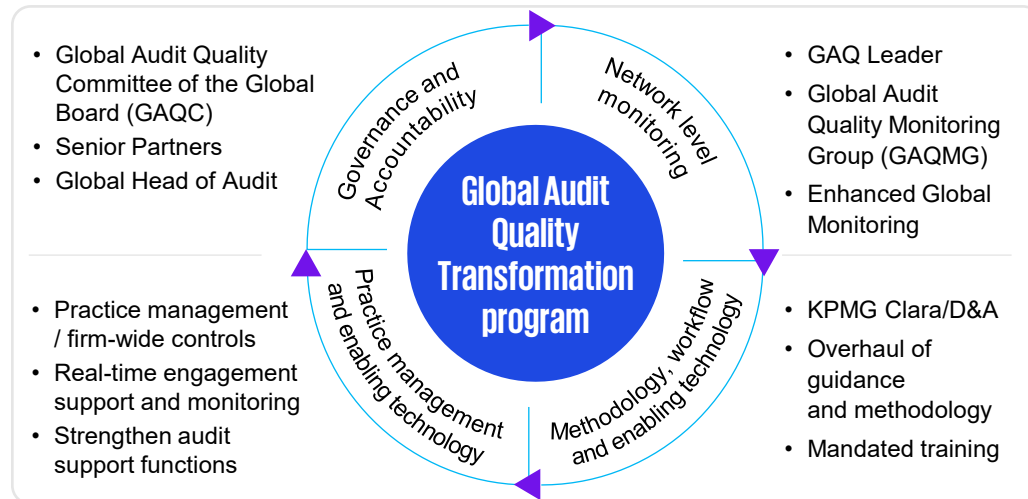 • Global Audit Quality
Committee of the Global
Board (GAQC)
• Senior Partners
• Global Head of Audit
Governance and
Accountability
Network level
monitoring
• GAQ Leader
• Global Audit
Quality Monitoring
Group (GAQMG)
• Enhanced Global
Monitoring
Global Audit
Quality
Transformation
program
• Practice management
/ firm-wide controls
• Real-time engagement
support and monitoring
• Strengthen audit
support functions
Practice management
and enabling technology
Methodology, workflow
and enabling technology
• KPMG Clara/D&A
• Overhaul of
guidance
and methodology
• Mandated training